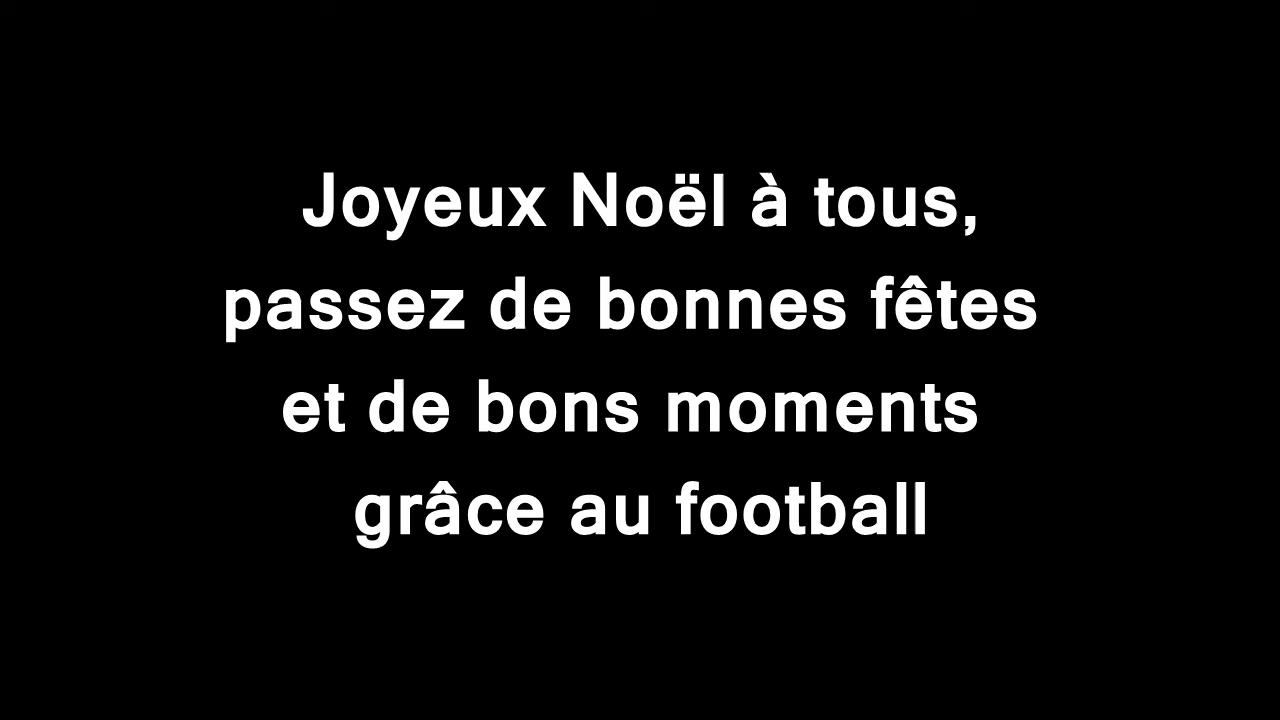 Joyeux Noël à tous,
passez de bonnes fêtes
et de bons moments
grâce au football